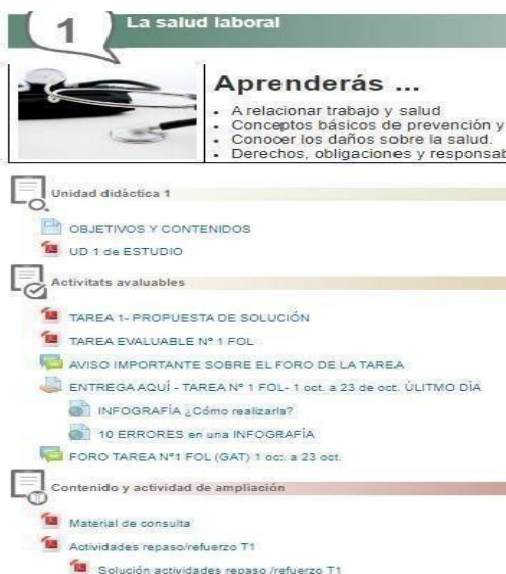 1
La salud laboral
Aprenderás ...
• A relacionar trabajo y salud
• Conceptos básicos de prevención y
• Conocer los daños sobre la salud.
• Derechos, obligaciones y responsab
Unidad didáctica 1
OBJETIVOS Y CONTENIDOS
UD 1 de ESTUDIO
Activitats avaluables
TAREA 1- PROPUESTA DE SOLUCIÓN
TAREA EVALUABLE Nº 1 FOL
AVISO IMPORTANTE SOBRE EL FORO DE LA TAREA
ENTREGA AQUÍ - TAREA Nº 1 FOL- 1 oct. a 23 de oct. ÚLITMO DÍA
INFOGRAFÍA ¿Cómo realizarla?
10 ERRORES en una INFOGRAFÍA
FORO TAREA Nº1 FOL (GAT) 1 oct. a 23 oct.
Contenido y actividad de ampliación
Material de consulta
Actividades repaso/refuerzo T1
Solución actividades repaso /refuerzo T1